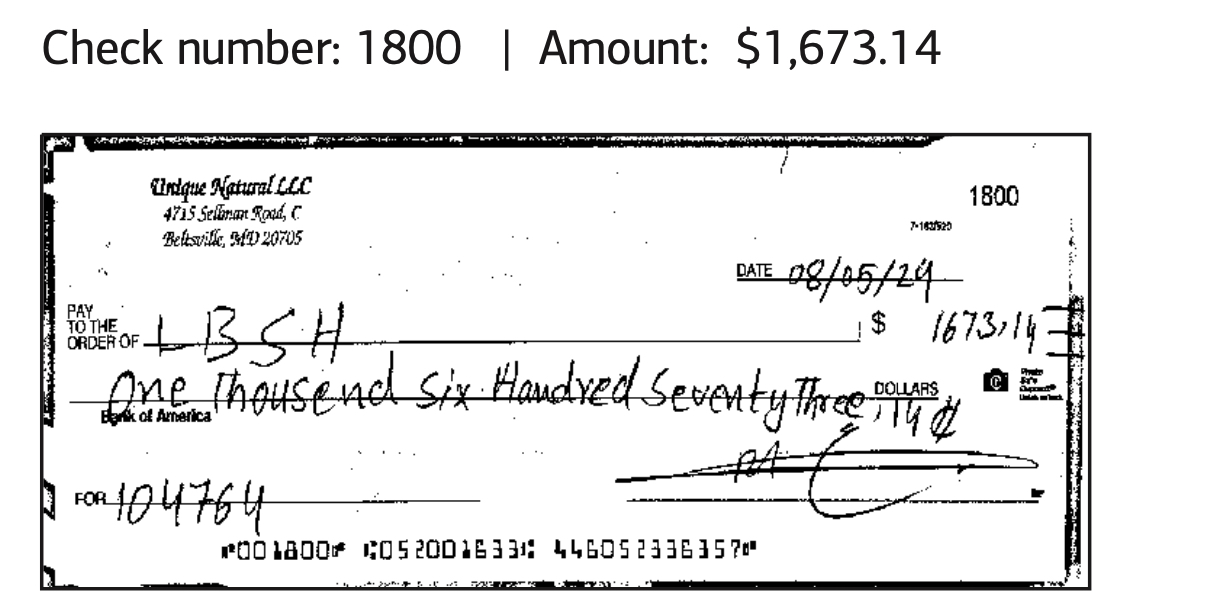 Check number: 1800 | Amount: $1,673.14
Unique Natural LLC
4715 Sellman Road, C
Beltsville, MD 20705
1800
7-163/520
DATE 08/05/24
PAY
TO THE
ORDER OF LBSH $ 1673.14
One Thousend Six Handred Seventy Three, 14 ¢ DOLLARS
Bank of America
FOR 104764
⑈001800⑈ ⑆052001633⑆ 446052336357⑈